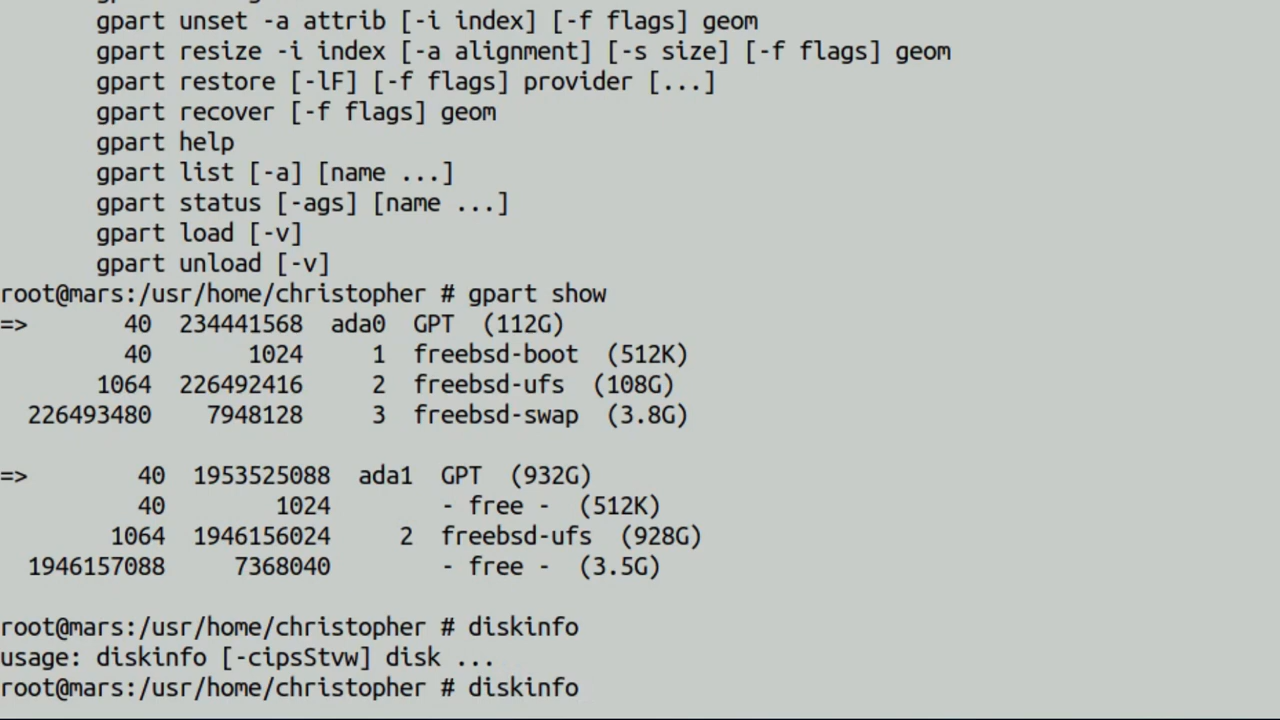 gpart unset -a attrib [-i index] [-f flags] geom
gpart resize -i index [-a alignment] [-s size] [-f flags] geom
gpart restore [-lF] [-f flags] provider [...]
gpart recover [-f flags] geom
gpart help
gpart list [-a] [name ...]
gpart status [-ags] [name ...]
gpart load [-v]
gpart unload [-v]
root@mars:/usr/home/christopher # gpart show
=>        40  234441568  ada0  GPT  (112G)
          40       1024     1  freebsd-boot  (512K)
        1064  226492416     2  freebsd-ufs  (108G)
   226493480    7948128     3  freebsd-swap  (3.8G)
=>         40  1953525088  ada1  GPT  (932G)
           40        1024        - free -  (512K)
         1064  1946156024     2  freebsd-ufs  (928G)
   1946157088     7368040        - free -  (3.5G)
root@mars:/usr/home/christopher # diskinfo
usage: diskinfo [-cipsStvw] disk ...
root@mars:/usr/home/christopher # diskinfo